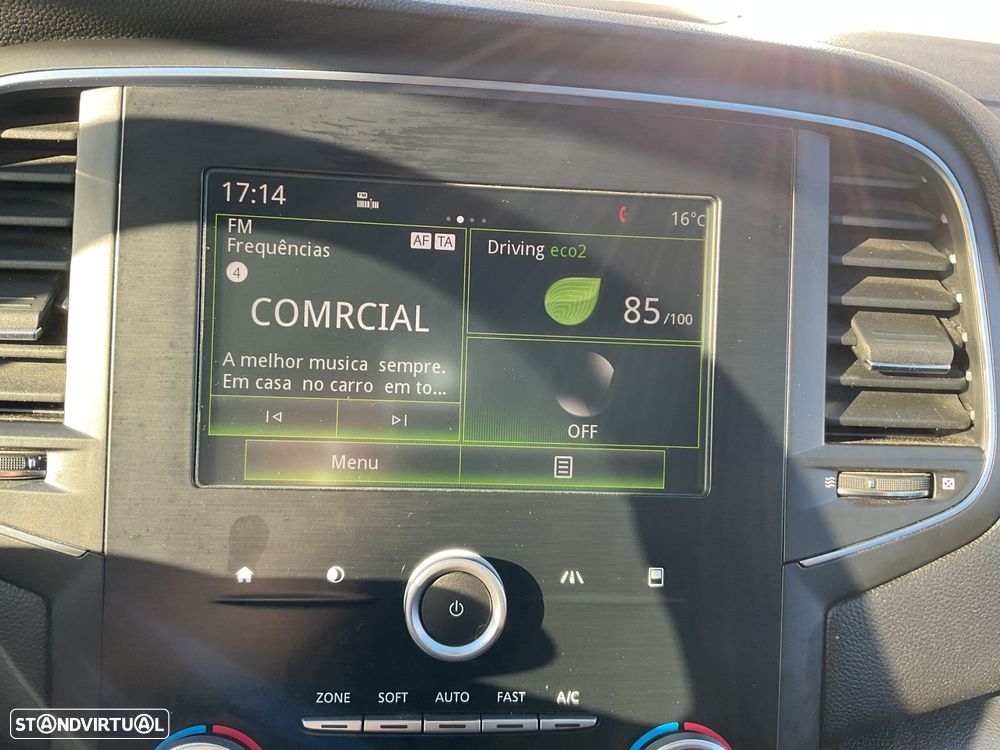 17:14
FM
16°C
FM
Frequências
AF TA
4
COMRCIAL
A melhor musica sempre.
Em casa no carro em to...
Driving eco2
85/100
OFF
Menu
ZONE SOFT AUTO FAST A/C
STANDVIRTUAL